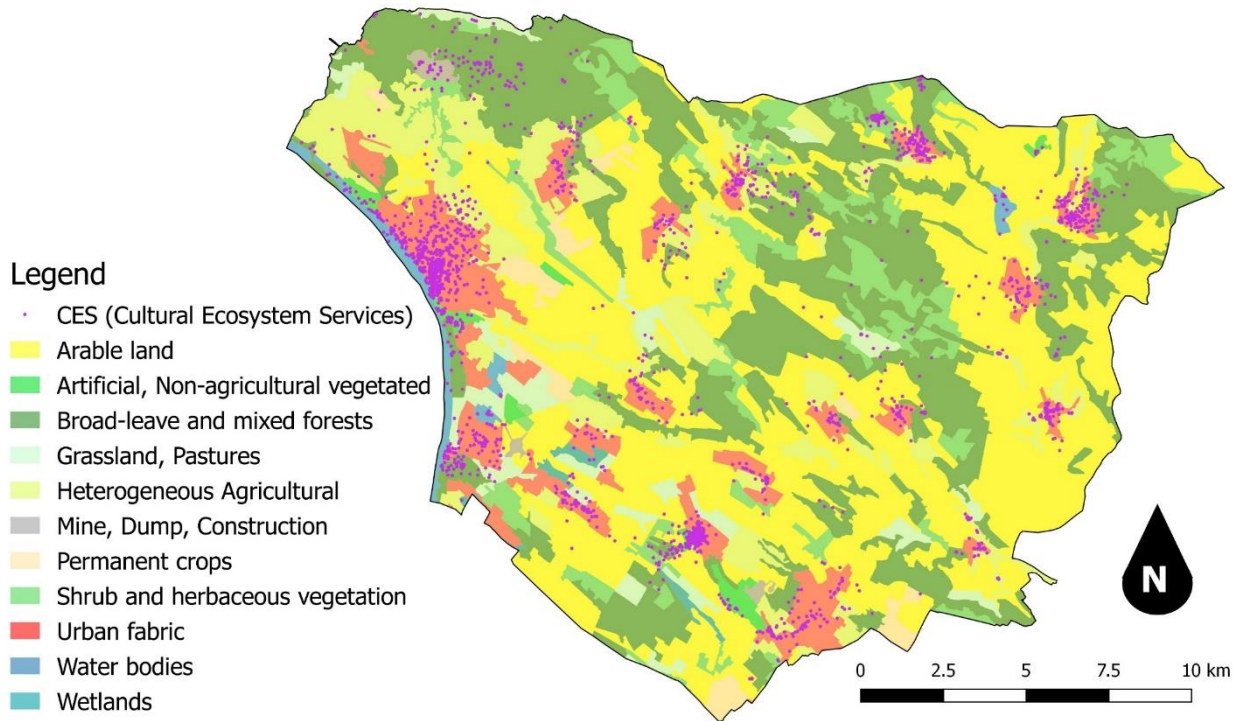 Legend
CES (Cultural Ecosystem Services)
Arable land
Artificial, Non-agricultural vegetated
Broad-leave and mixed forests
Grassland, Pastures
Heterogeneous Agricultural
Mine, Dump, Construction
Permanent crops
Shrub and herbaceous vegetation
Urban fabric
Water bodies
Wetlands
N
0 2.5 5 7.5 10 km